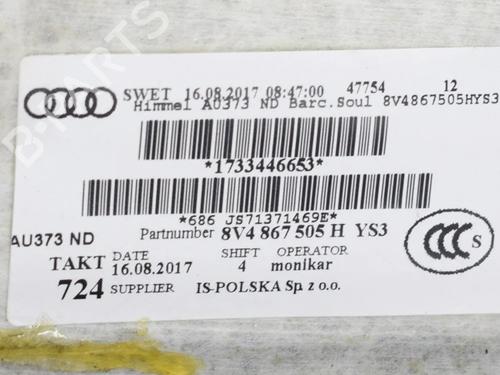 SWET 16.08.2017 08:47:00 47754 12
Himmel AU373 ND Barc.Soul 8V4867505HYS3
*1733446653*
*686 JS71371469E*
AU373 ND Partnumber 8V4 867 505 H YS3
TAKT DATE SHIFT OPERATOR
16.08.2017 4 monikar
724 SUPPLIER IS-POLSKA Sp. z o.o.
CCC S
B-PARTS